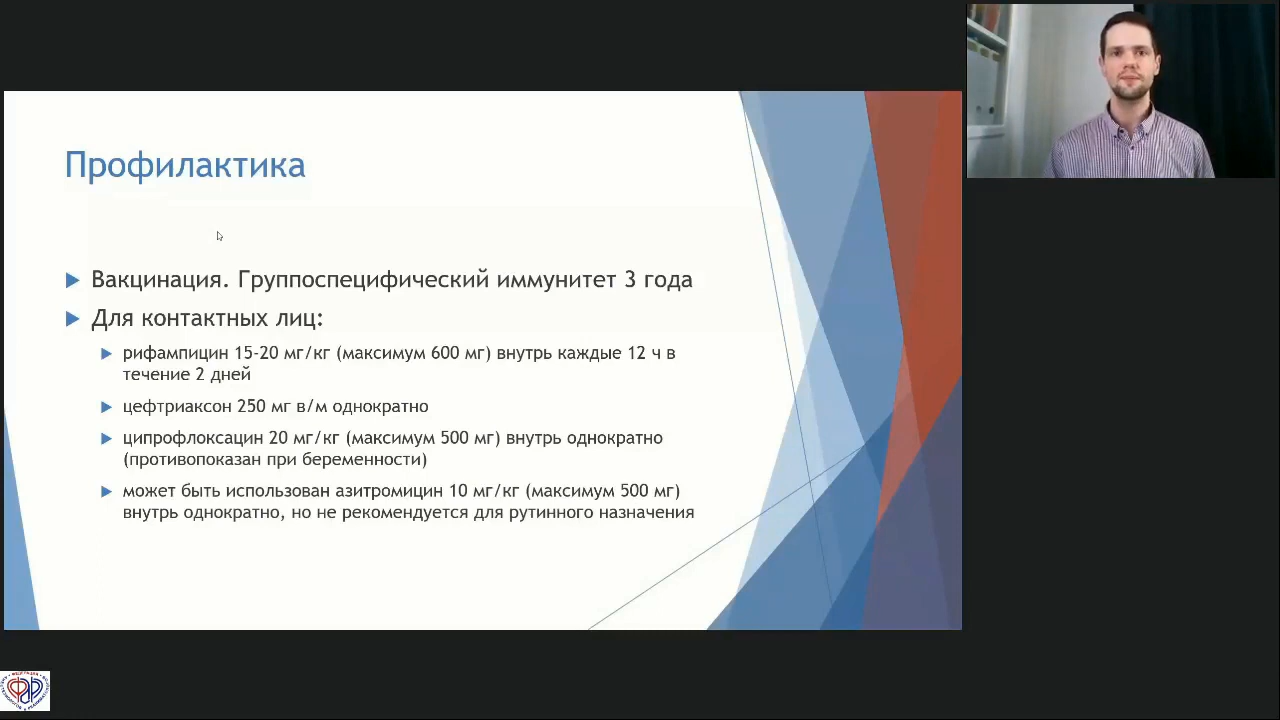 Профилактика
Вакцинация. Группоспецифический иммунитет 3 года
Для контактных лиц:
рифампицин 15-20 мг/кг (максимум 600 мг) внутрь каждые 12 ч в
течение 2 дней
цефтриаксон 250 мг в/м однократно
ципрофлоксацин 20 мг/кг (максимум 500 мг) внутрь однократно
(противопоказан при беременности)
может быть использован азитромицин 10 мг/кг (максимум 500 мг)
внутрь однократно, но не рекомендуется для рутинного назначения